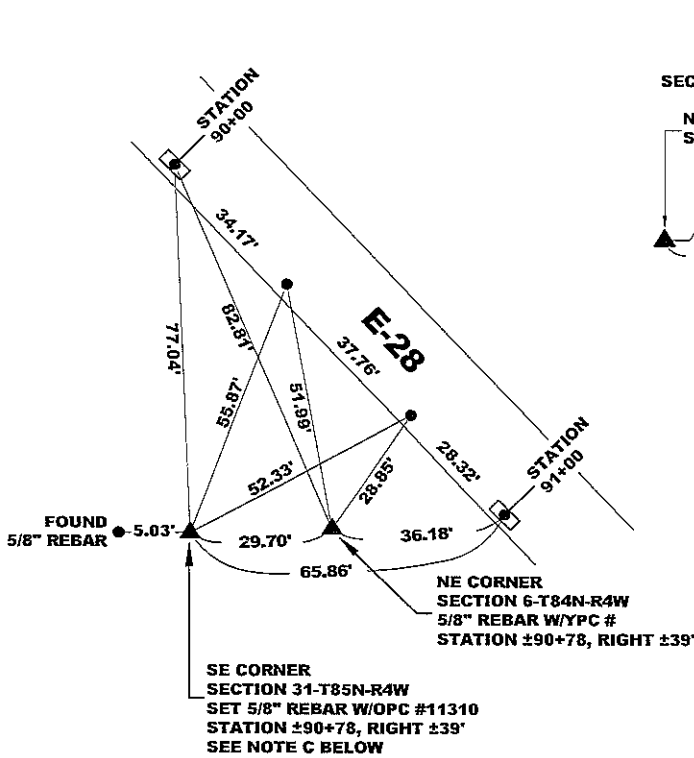 STATION
90+00
SEC
N
S
34.17'
82.81'
77.04'
E-28
37.76'
55.87'
51.99'
52.33'
28.85'
28.32'
STATION
91+00
FOUND
5/8" REBAR
5.03'
29.70'
36.18'
65.86'
NE CORNER
SECTION 6-T84N-R4W
5/8" REBAR W/YPC #
STATION ±90+78, RIGHT ±39'
SE CORNER
SECTION 31-T85N-R4W
SET 5/8" REBAR W/OPC #11310
STATION ±90+78, RIGHT ±39'
SEE NOTE C BELOW